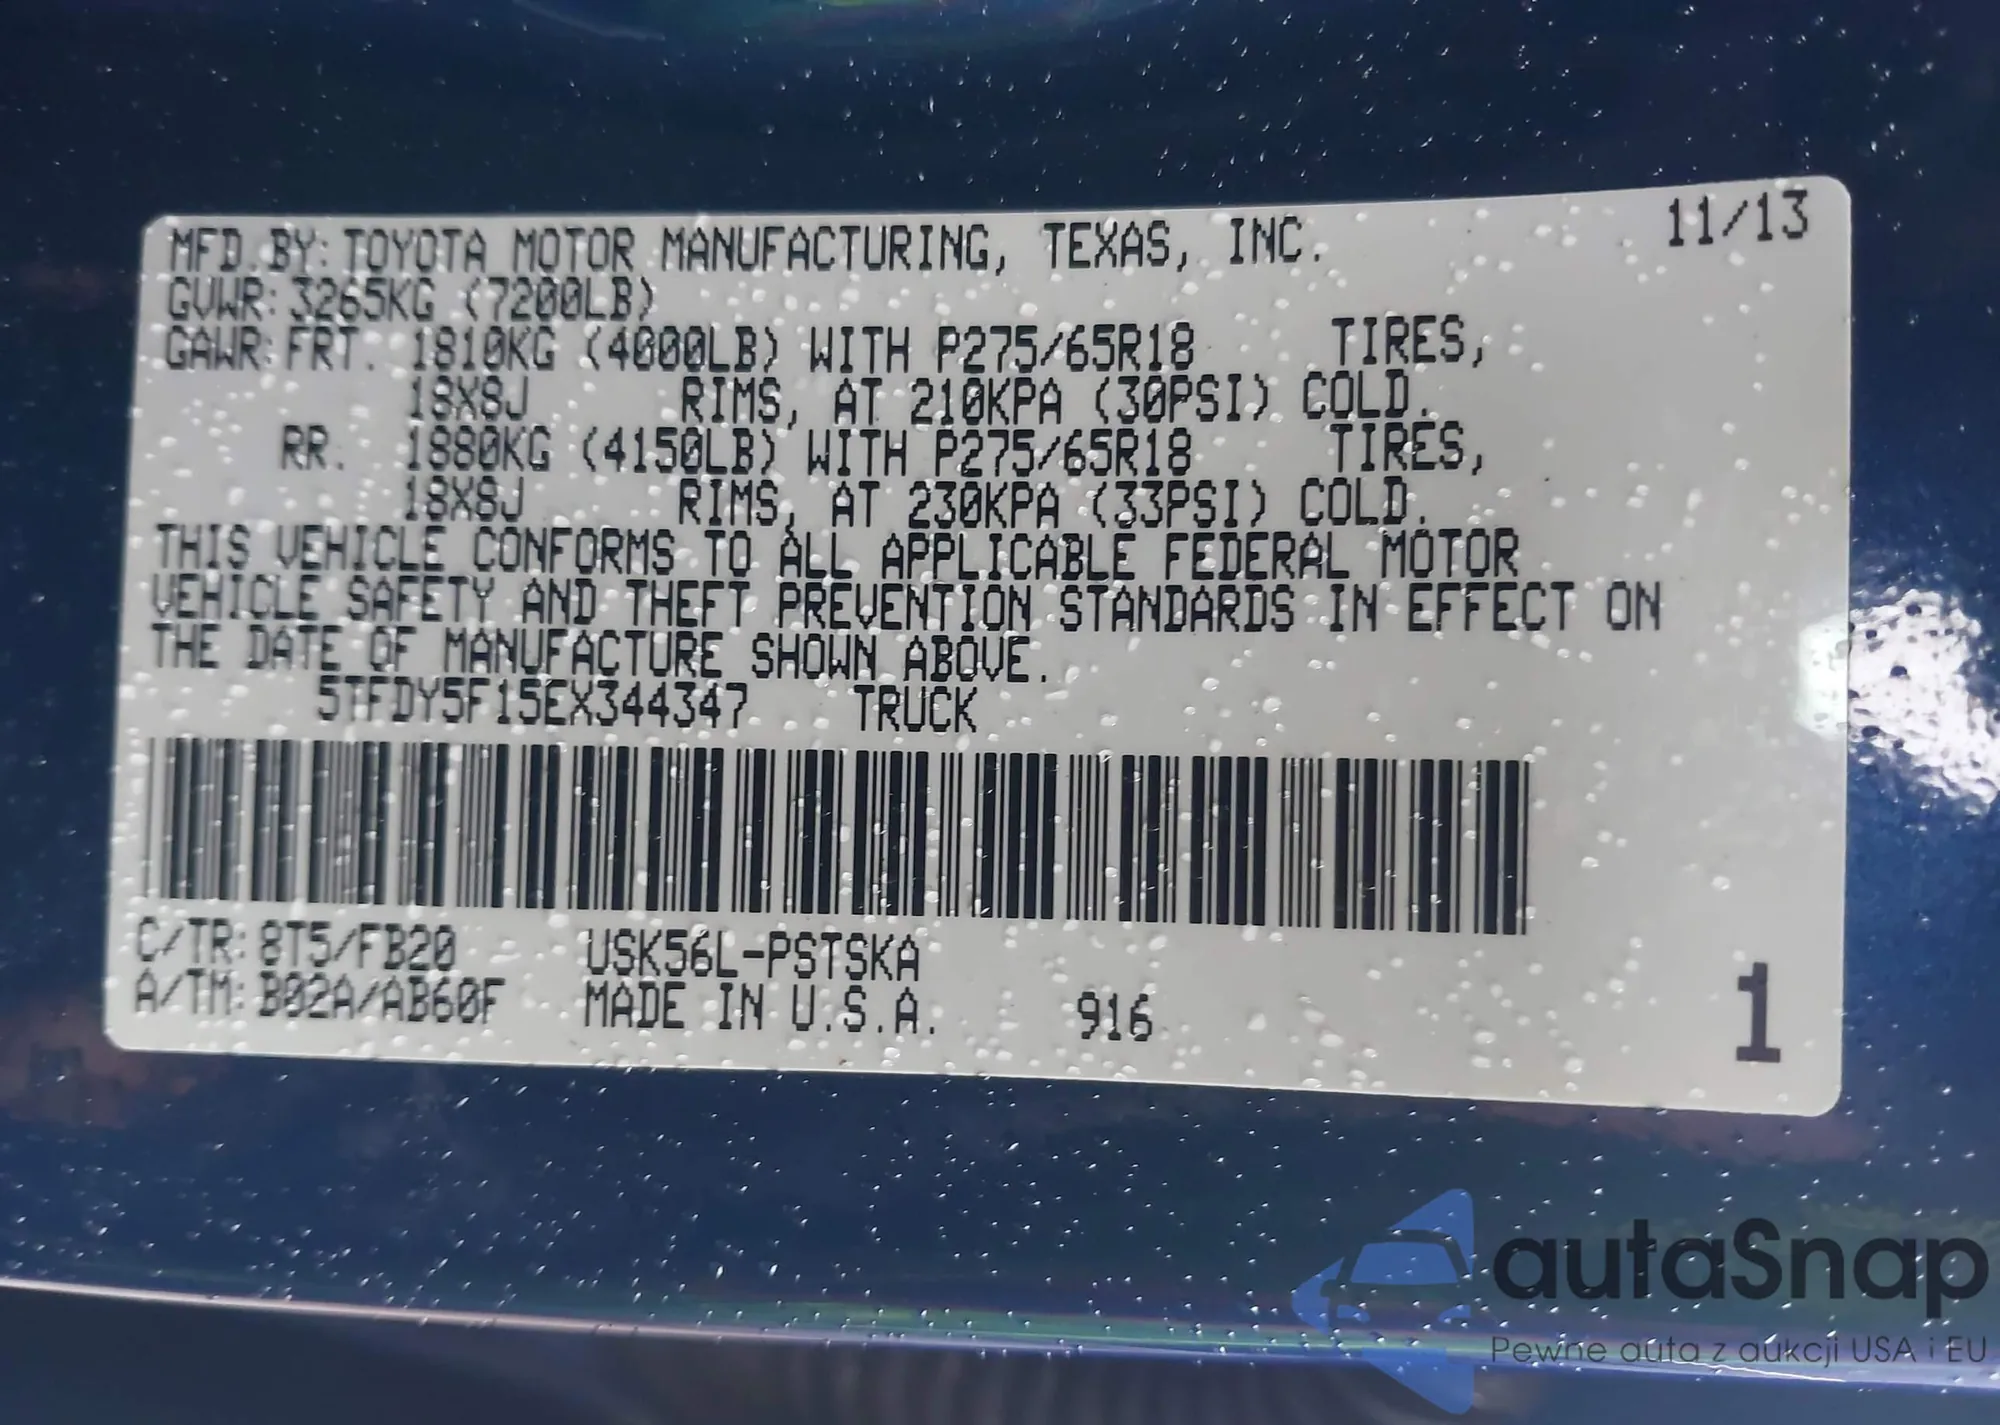 11/13
MFD.BY: TOYOTA MOTOR MANUFACTURING, TEXAS, INC.
GVWR: 3265KG (7200LB)
GAWR: FRT. 1810KG (4000LB) WITH P275/65R18 TIRES,
18X8J RIMS, AT 210KPA (30PSI) COLD.
RR. 1880KG (4150LB) WITH P275/65R18 TIRES,
18X8J RIMS, AT 230KPA (33PSI) COLD.
THIS VEHICLE CONFORMS TO ALL APPLICABLE FEDERAL MOTOR
VEHICLE SAFETY AND THEFT PREVENTION STANDARDS IN EFFECT ON
THE DATE OF MANUFACTURE SHOWN ABOVE.
5TFDY5F15EX344347 TRUCK
C/TR: 8T5/FB20 USK56L-PSTSKA
A/TM: B02A/AB60F MADE IN U.S.A. 916
1
autaSnap
Pewne auta z aukcji USA i EU